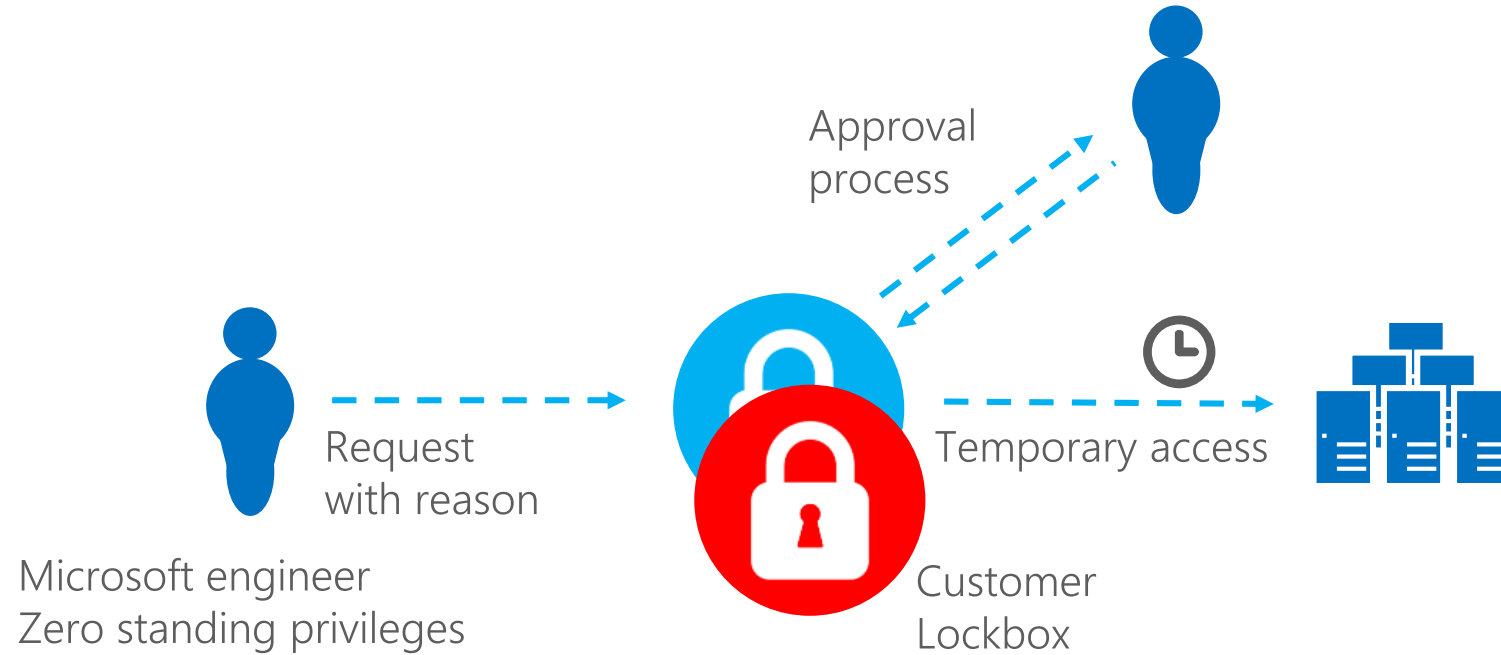 Approval
process
Request
with reason
Temporary access
Microsoft engineer
Zero standing privileges
Customer
Lockbox